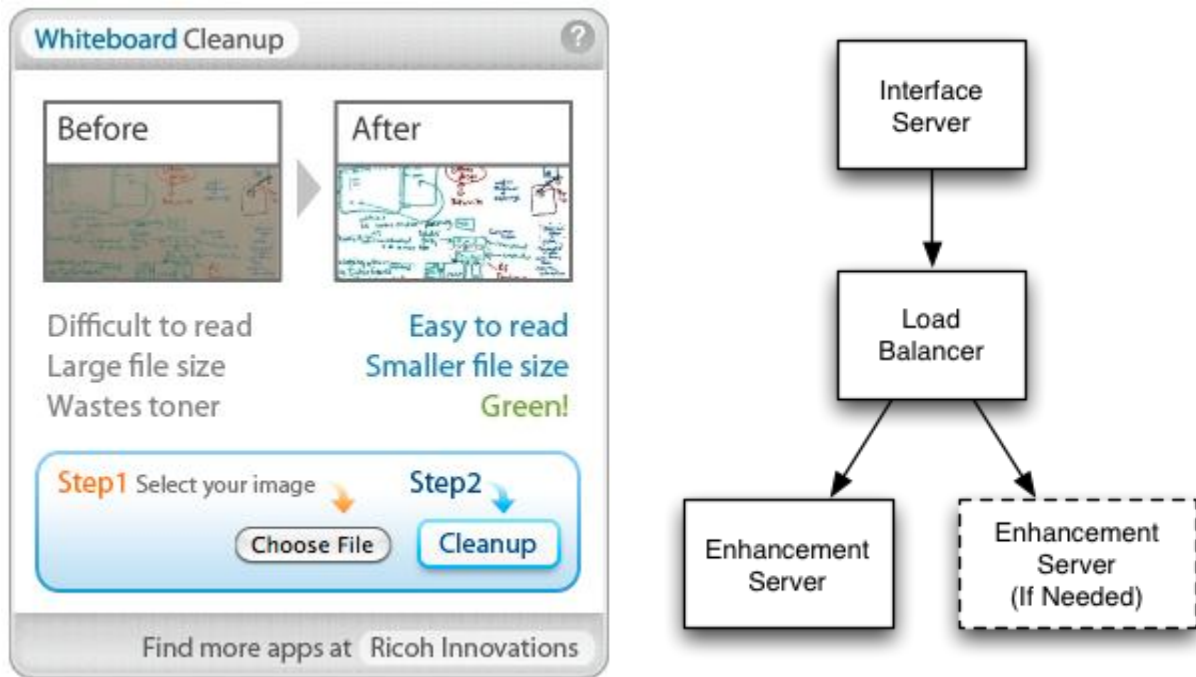 Whiteboard Cleanup
?
Before
After
Difficult to read
Easy to read
Large file size
Smaller file size
Wastes toner
Green!
Step1 Select your image
Step2
Choose File
Cleanup
Find more apps at Ricoh Innovations
Interface
Server
Load
Balancer
Enhancement
Server
Enhancement
Server
(If Needed)